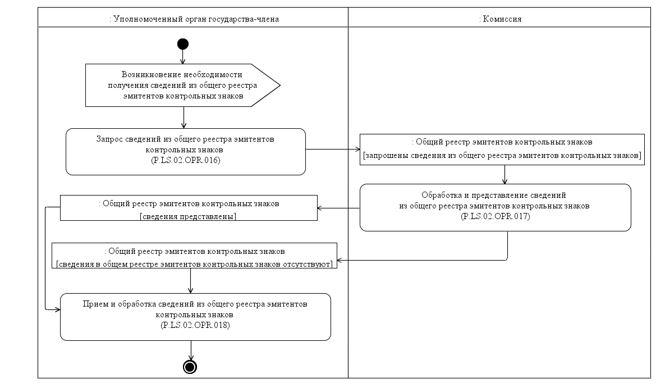 : Уполномоченный орган государства-члена
: Комиссия
Возникновение необходимости
получения сведений из общего реестра
эмитентов контрольных знаков
Запрос сведений из общего реестра эмитентов
контрольных знаков
(P.LS.02.OPR.016)
: Общий реестр эмитентов контрольных знаков
[запрошены сведения из общего реестра эмитентов контрольных знаков]
Обработка и представление сведений
из общего реестра эмитентов контрольных знаков
(P.LS.02.OPR.017)
: Общий реестр эмитентов контрольных знаков
[сведения представлены]
: Общий реестр эмитентов контрольных знаков
[сведения в общем реестре эмитентов контрольных знаков отсутствуют]
Прием и обработка сведений из общего реестра эмитентов
контрольных знаков
(P.LS.02.OPR.018)